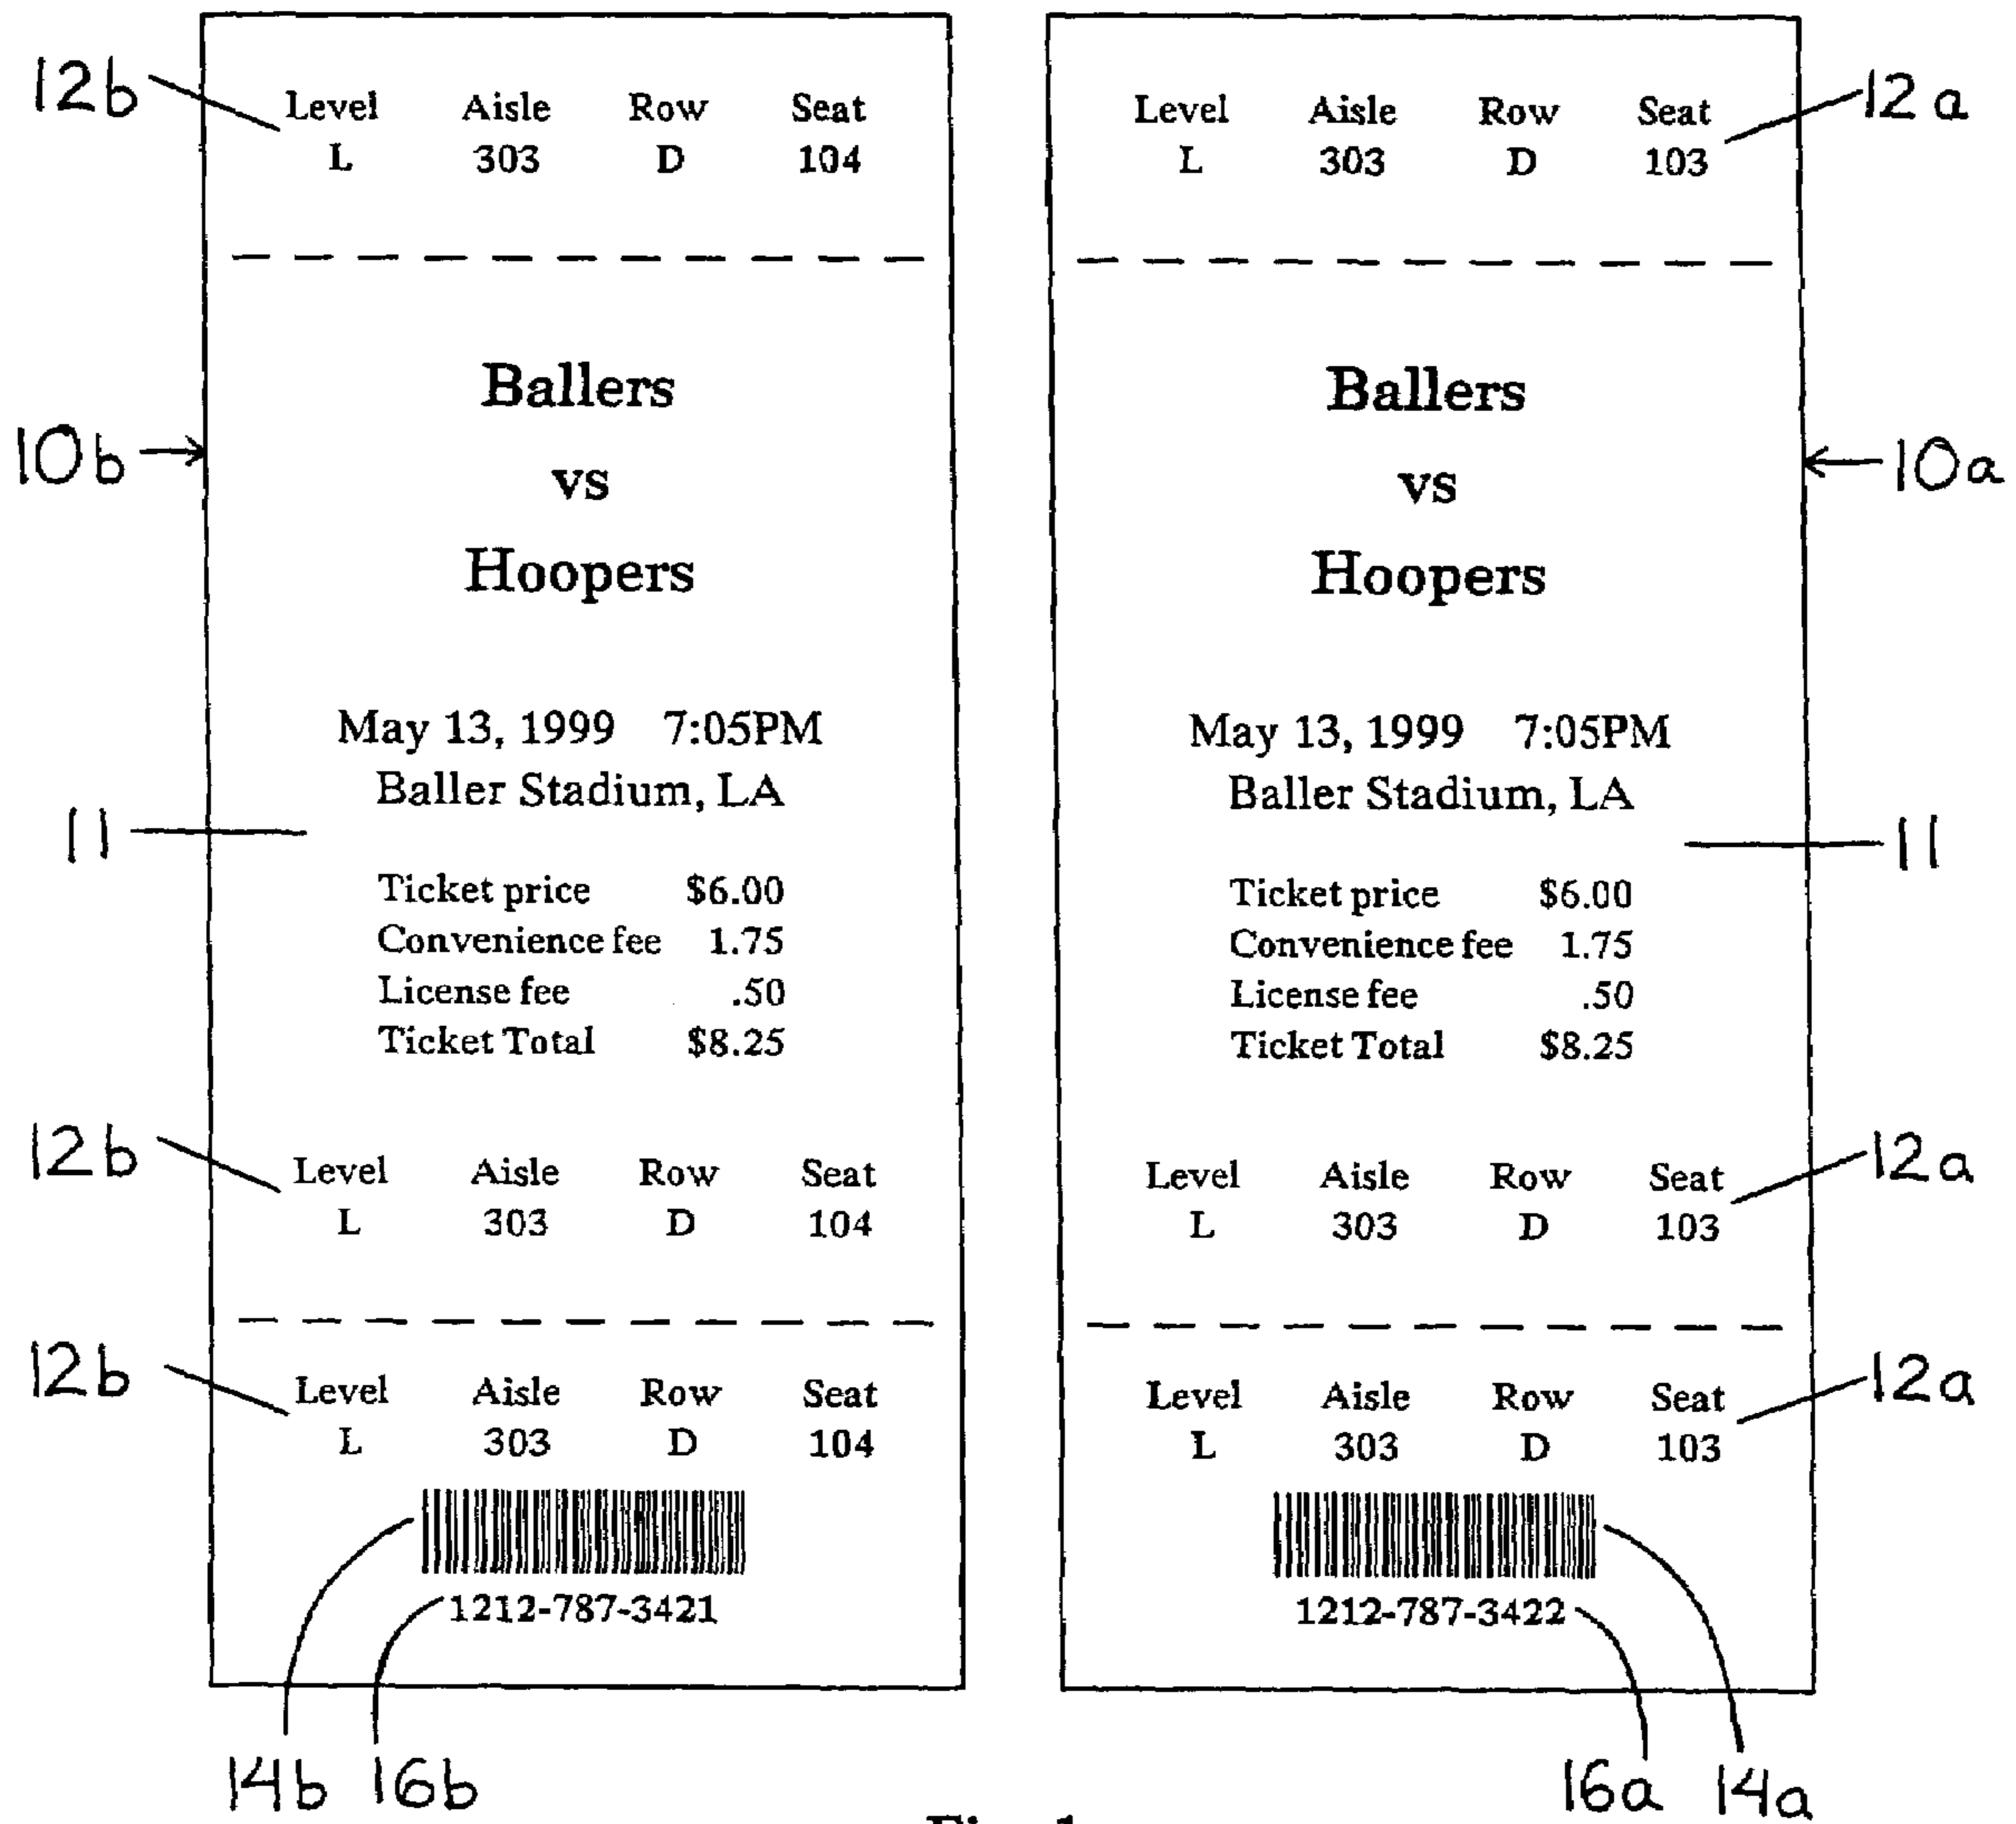 12b
Level Aisle Row Seat
L 303 D 104
Ballers
10b
vs
Hoopers
May 13, 1999 7:05PM
Baller Stadium, LA
11
Ticket price $6.00
Convenience fee 1.75
License fee .50
Ticket Total $8.25
12b
Level Aisle Row Seat
L 303 D 104
12b
Level Aisle Row Seat
L 303 D 104
1212-787-3421
14b 16b
12a
Level Aisle Row Seat
L 303 D 103
Ballers
10a
vs
Hoopers
May 13, 1999 7:05PM
Baller Stadium, LA
11
Ticket price $6.00
Convenience fee 1.75
License fee .50
Ticket Total $8.25
12a
Level Aisle Row Seat
L 303 D 103
12a
Level Aisle Row Seat
L 303 D 103
1212-787-3422
16a 14a